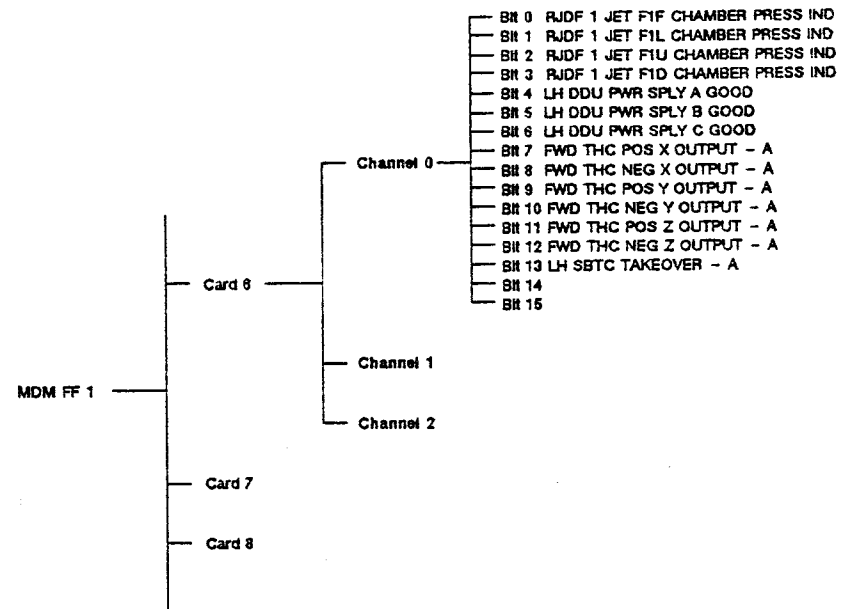 Bit 0 RJDF 1 JET F1F CHAMBER PRESS IND
Bit 1 RJDF 1 JET F1L CHAMBER PRESS IND
Bit 2 RJDF 1 JET F1U CHAMBER PRESS IND
Bit 3 RJDF 1 JET F1D CHAMBER PRESS IND
Bit 4 LH DDU PWR SPLY A GOOD
Bit 5 LH DDU PWR SPLY B GOOD
Bit 6 LH DDU PWR SPLY C GOOD
Bit 7 FWD THC POS X OUTPUT – A
Channel 0
Bit 8 FWD THC NEG X OUTPUT – A
Bit 9 FWD THC POS Y OUTPUT – A
Bit 10 FWD THC NEG Y OUTPUT – A
Bit 11 FWD THC POS Z OUTPUT – A
Bit 12 FWD THC NEG Z OUTPUT – A
Bit 13 LH SBTC TAKEOVER – A
Card 6
Bit 14
Bit 15
Channel 1
MDM FF 1
Channel 2
Card 7
Card 8